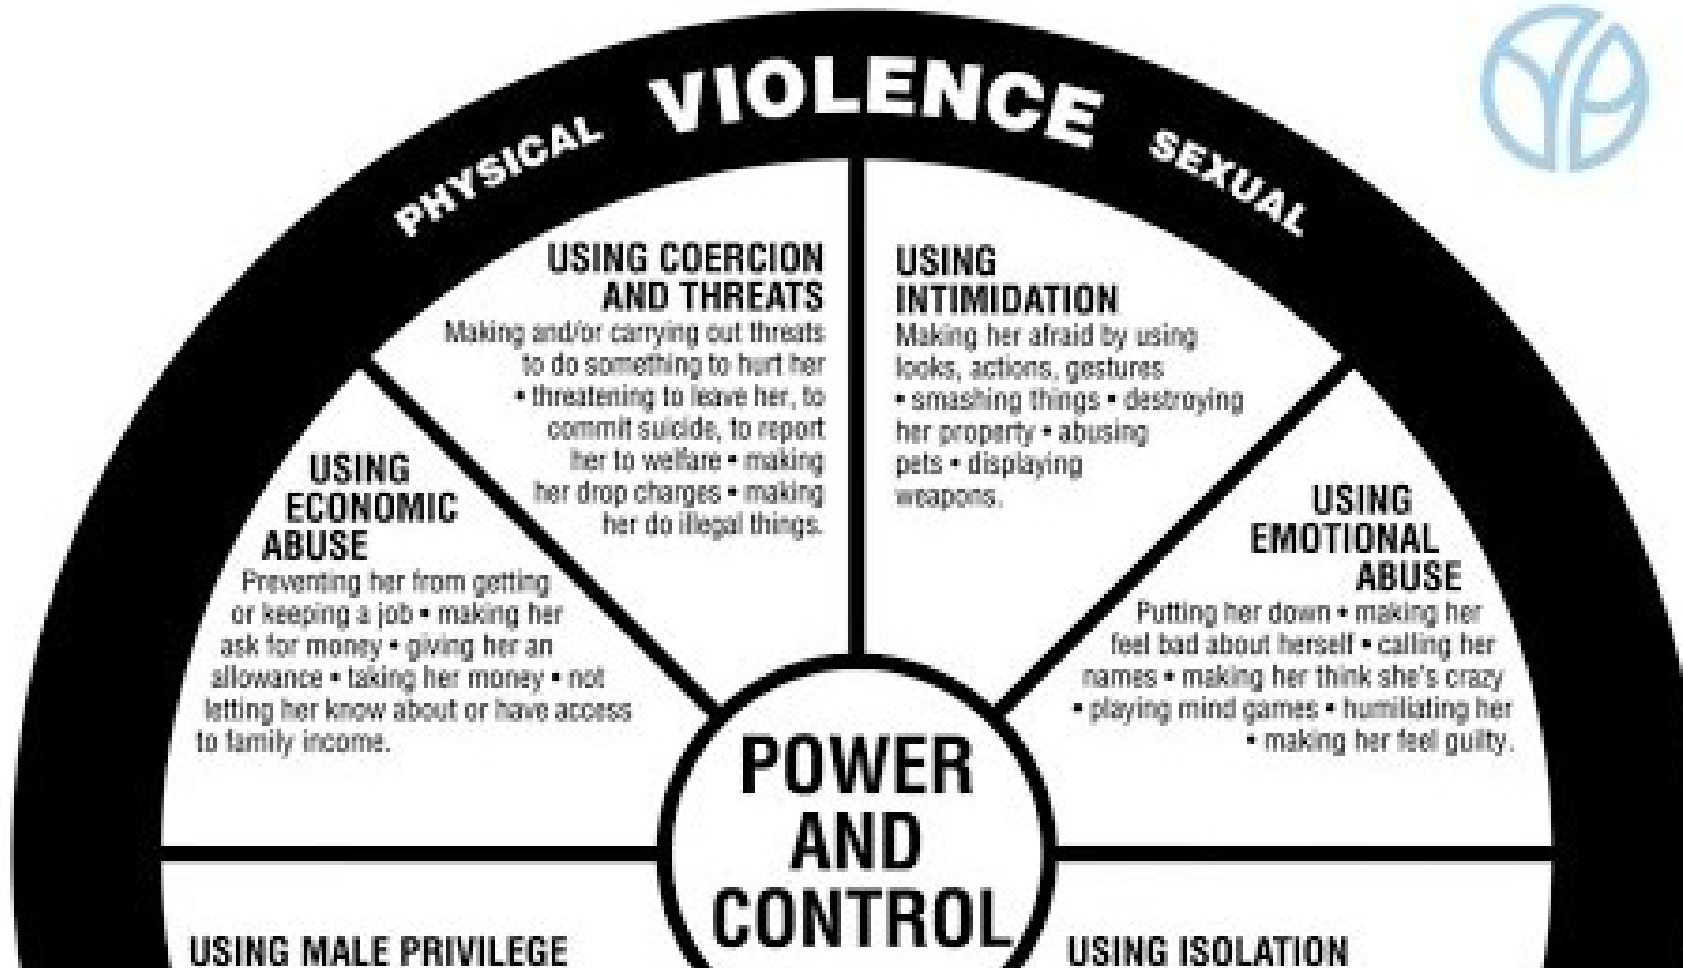 PHYSICAL VIOLENCE SEXUAL
USING COERCION
AND THREATS
Making and/or carrying out threats
to do something to hurt her
• threatening to leave her, to
commit suicide, to report
her to welfare • making
her drop charges • making
her do illegal things.
USING
INTIMIDATION
Making her afraid by using
looks, actions, gestures
• smashing things • destroying
her property • abusing
pets • displaying
weapons.
USING
ECONOMIC
ABUSE
Preventing her from getting
or keeping a job • making her
ask for money • giving her an
allowance • taking her money • not
letting her know about or have access
to family income.
USING
EMOTIONAL
ABUSE
Putting her down • making her
feel bad about herself • calling her
names • making her think she's crazy
• playing mind games • humiliating her
• making her feel guilty.
POWER
AND
CONTROL
USING MALE PRIVILEGE
USING ISOLATION